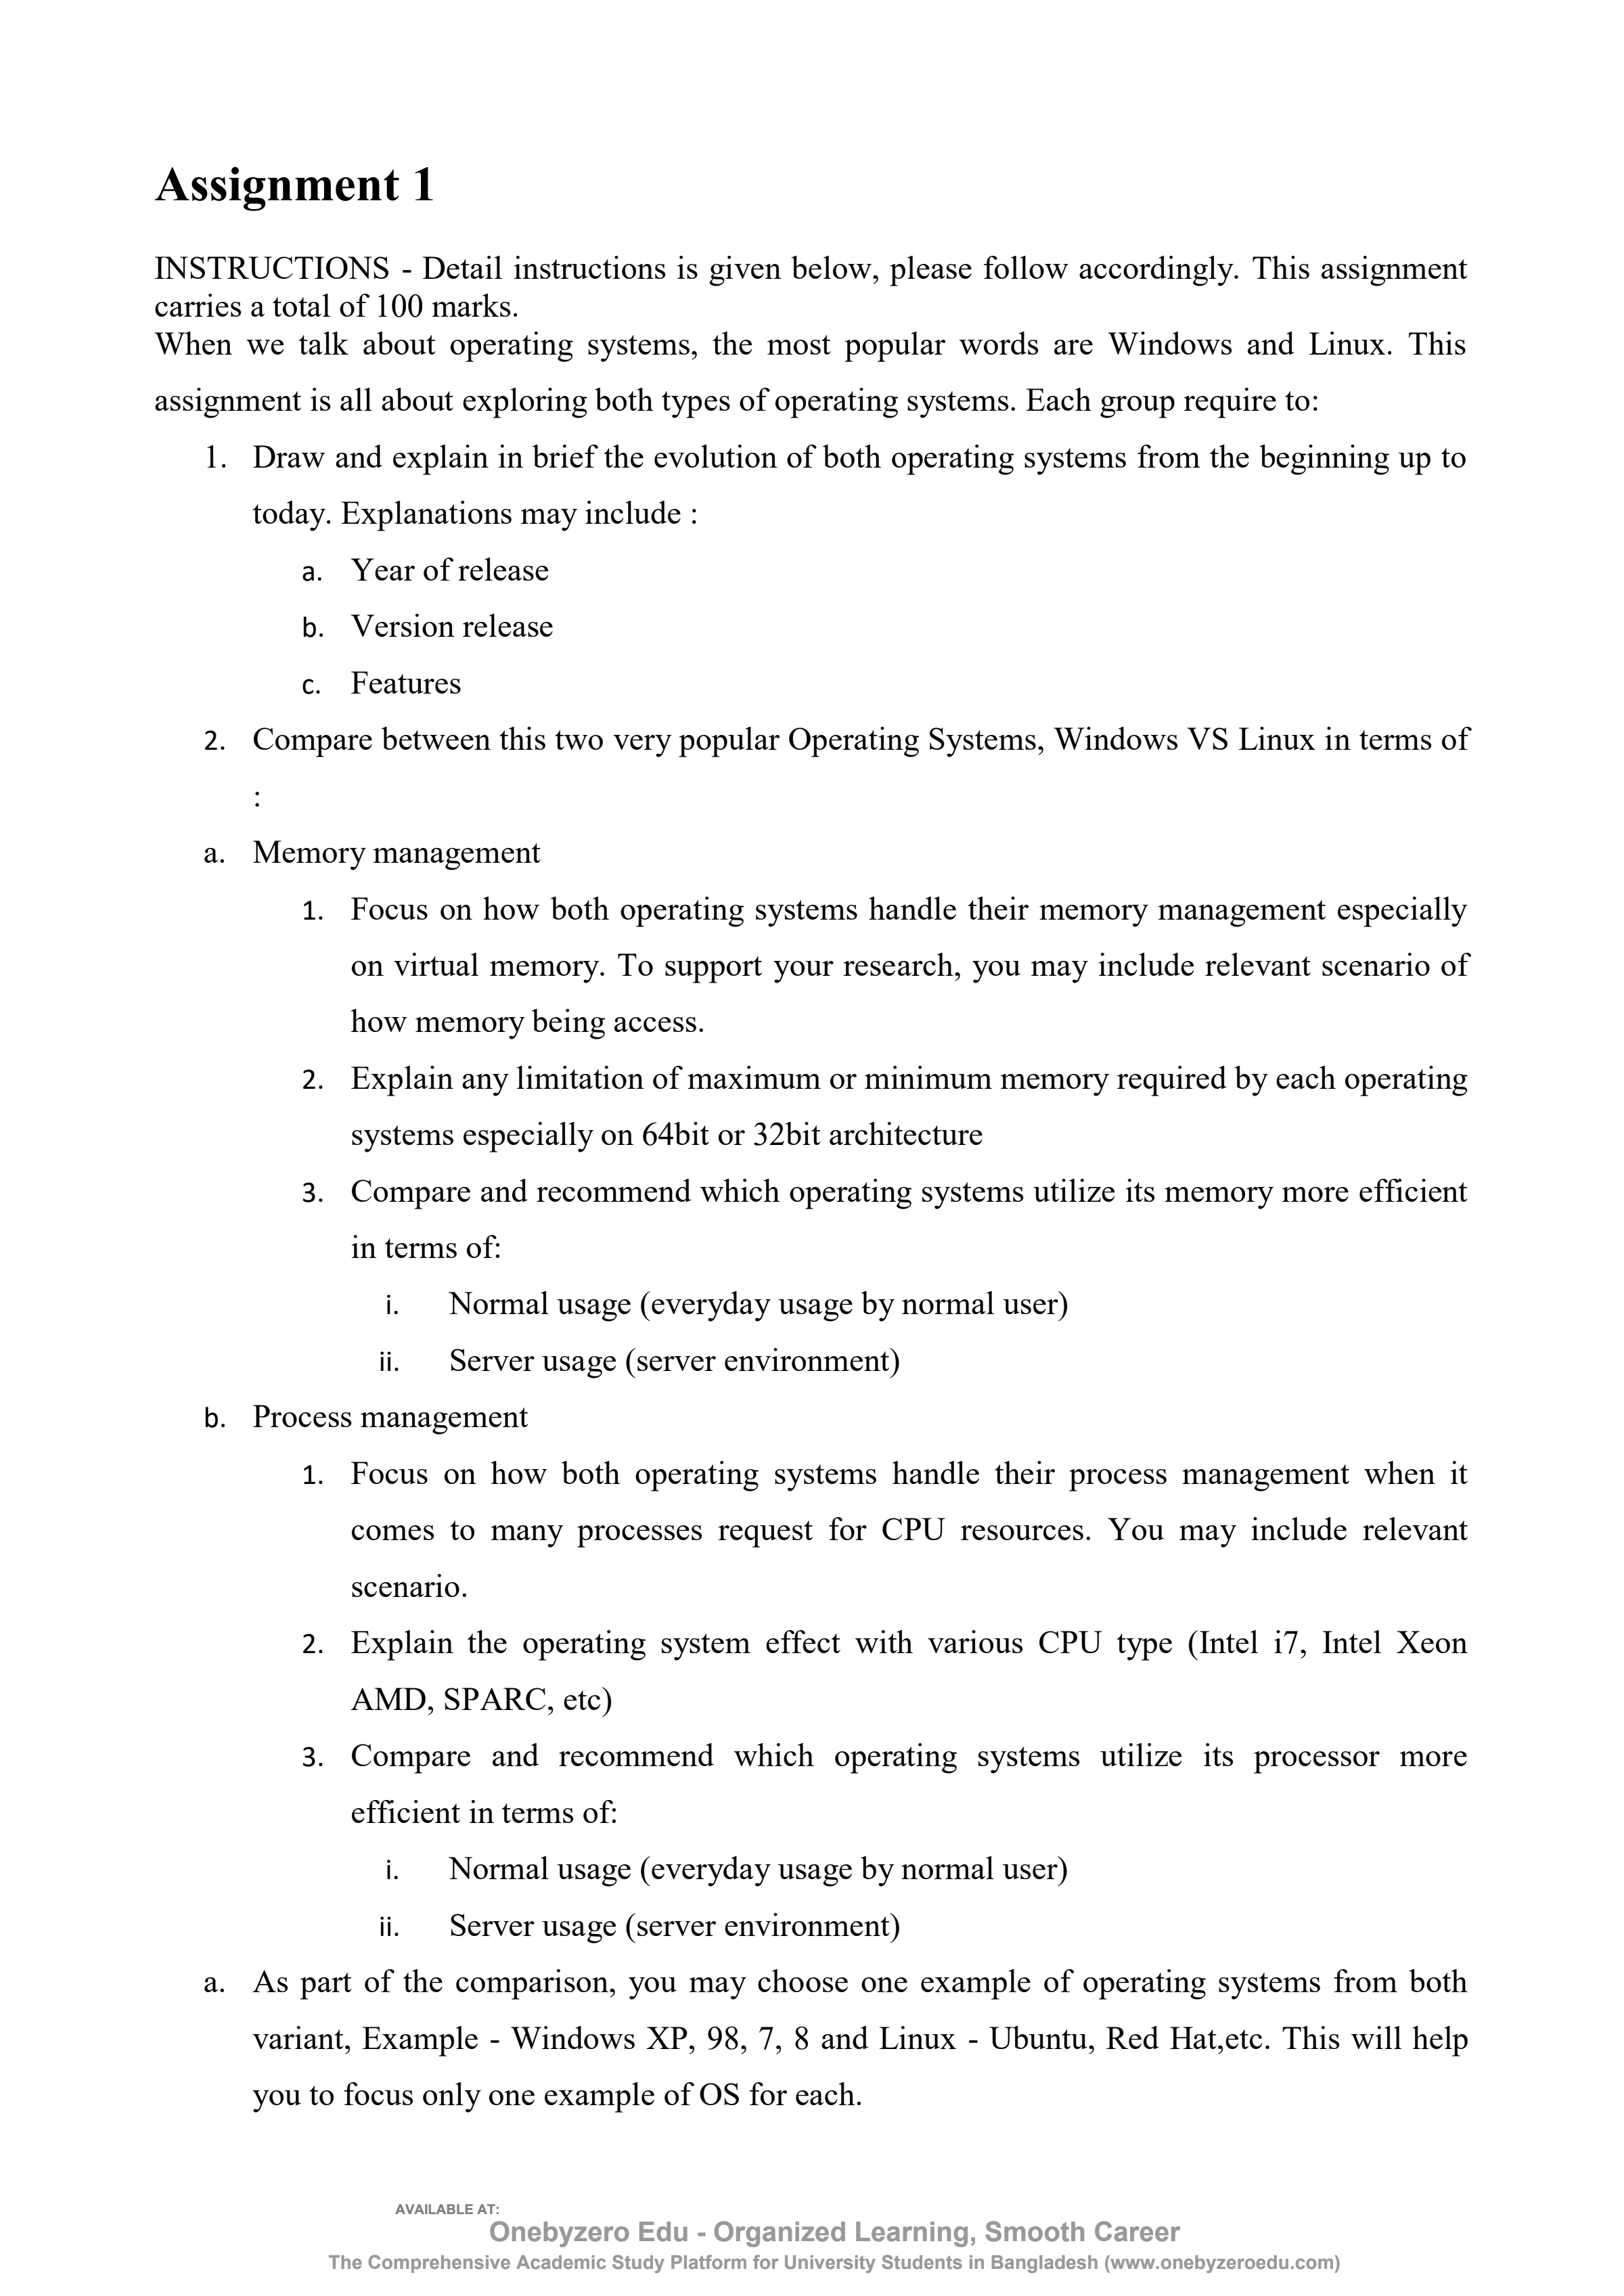 Assignment 1
INSTRUCTIONS - Detail instructions is given below, please follow accordingly. This assignment
carries a total of 100 marks.
When we talk about operating systems, the most popular words are Windows and Linux. This
assignment is all about exploring both types of operating systems. Each group require to:
1. Draw and explain in brief the evolution of both operating systems from the beginning up to
today. Explanations may include :
a. Year of release
b. Version release
c. Features
2. Compare between this two very popular Operating Systems, Windows VS Linux in terms of
:
a. Memory management
1. Focus on how both operating systems handle their memory management especially
on virtual memory. To support your research, you may include relevant scenario of
how memory being access.
2. Explain any limitation of maximum or minimum memory required by each operating
systems especially on 64bit or 32bit architecture
3. Compare and recommend which operating systems utilize its memory more efficient
in terms of:
i. Normal usage (everyday usage by normal user)
ii. Server usage (server environment)
b. Process management
1. Focus on how both operating systems handle their process management when it
comes to many processes request for CPU resources. You may include relevant
scenario.
2. Explain the operating system effect with various CPU type (Intel i7, Intel Xeon
AMD, SPARC, etc)
3. Compare and recommend which operating systems utilize its processor more
efficient in terms of:
i. Normal usage (everyday usage by normal user)
ii. Server usage (server environment)
a. As part of the comparison, you may choose one example of operating systems from both
variant, Example - Windows XP, 98, 7, 8 and Linux - Ubuntu, Red Hat,etc. This will help
you to focus only one example of OS for each.
AVAILABLE AT:
Onebyzero Edu - Organized Learning, Smooth Career
The Comprehensive Academic Study Platform for University Students in Bangladesh (www.onebyzeroedu.com)